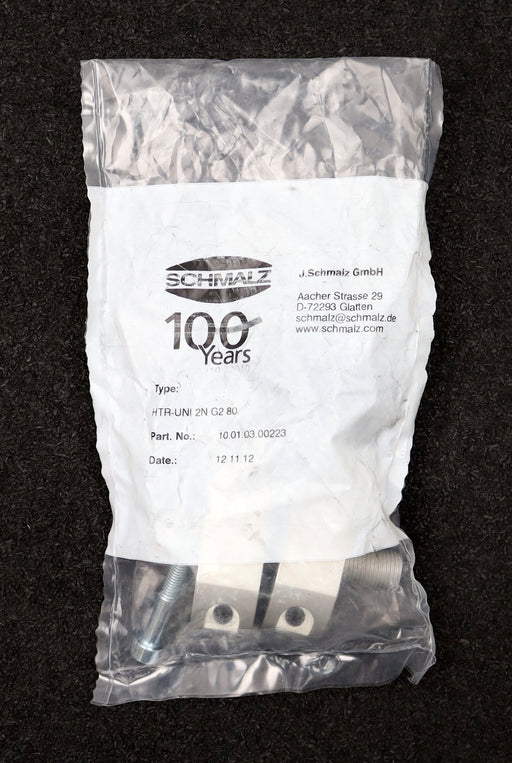 SCHMALZ
100
Years
J.Schmalz GmbH
Aacher Strasse 29
D-72293 Glatten
schmalz@schmalz.de
www.schmalz.com
Type:
HTR-UNI 2N G2 80
Part. No.: 10.01.03.00223
Date.: 12.11.12